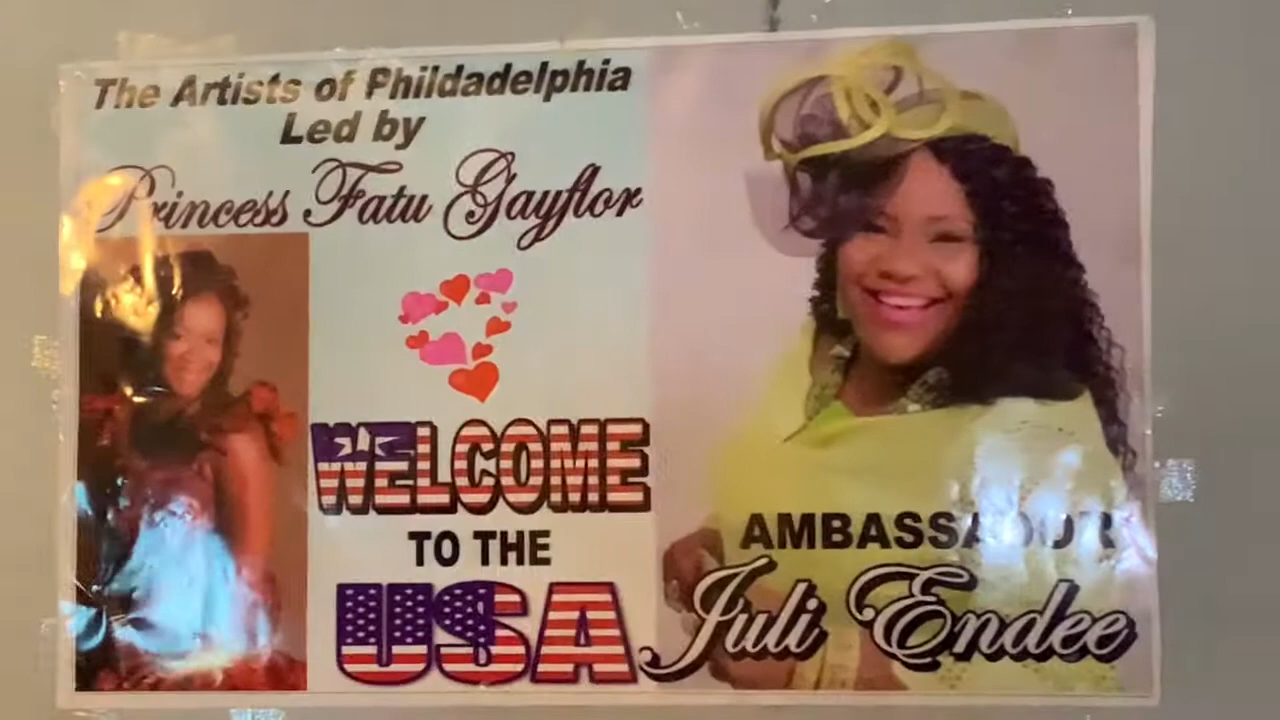 The Artists of Phildadelphia
Led by
Princess Fatu Gayflor
WELCOME
TO THE
USA
AMBASSADOR
Juli Endee